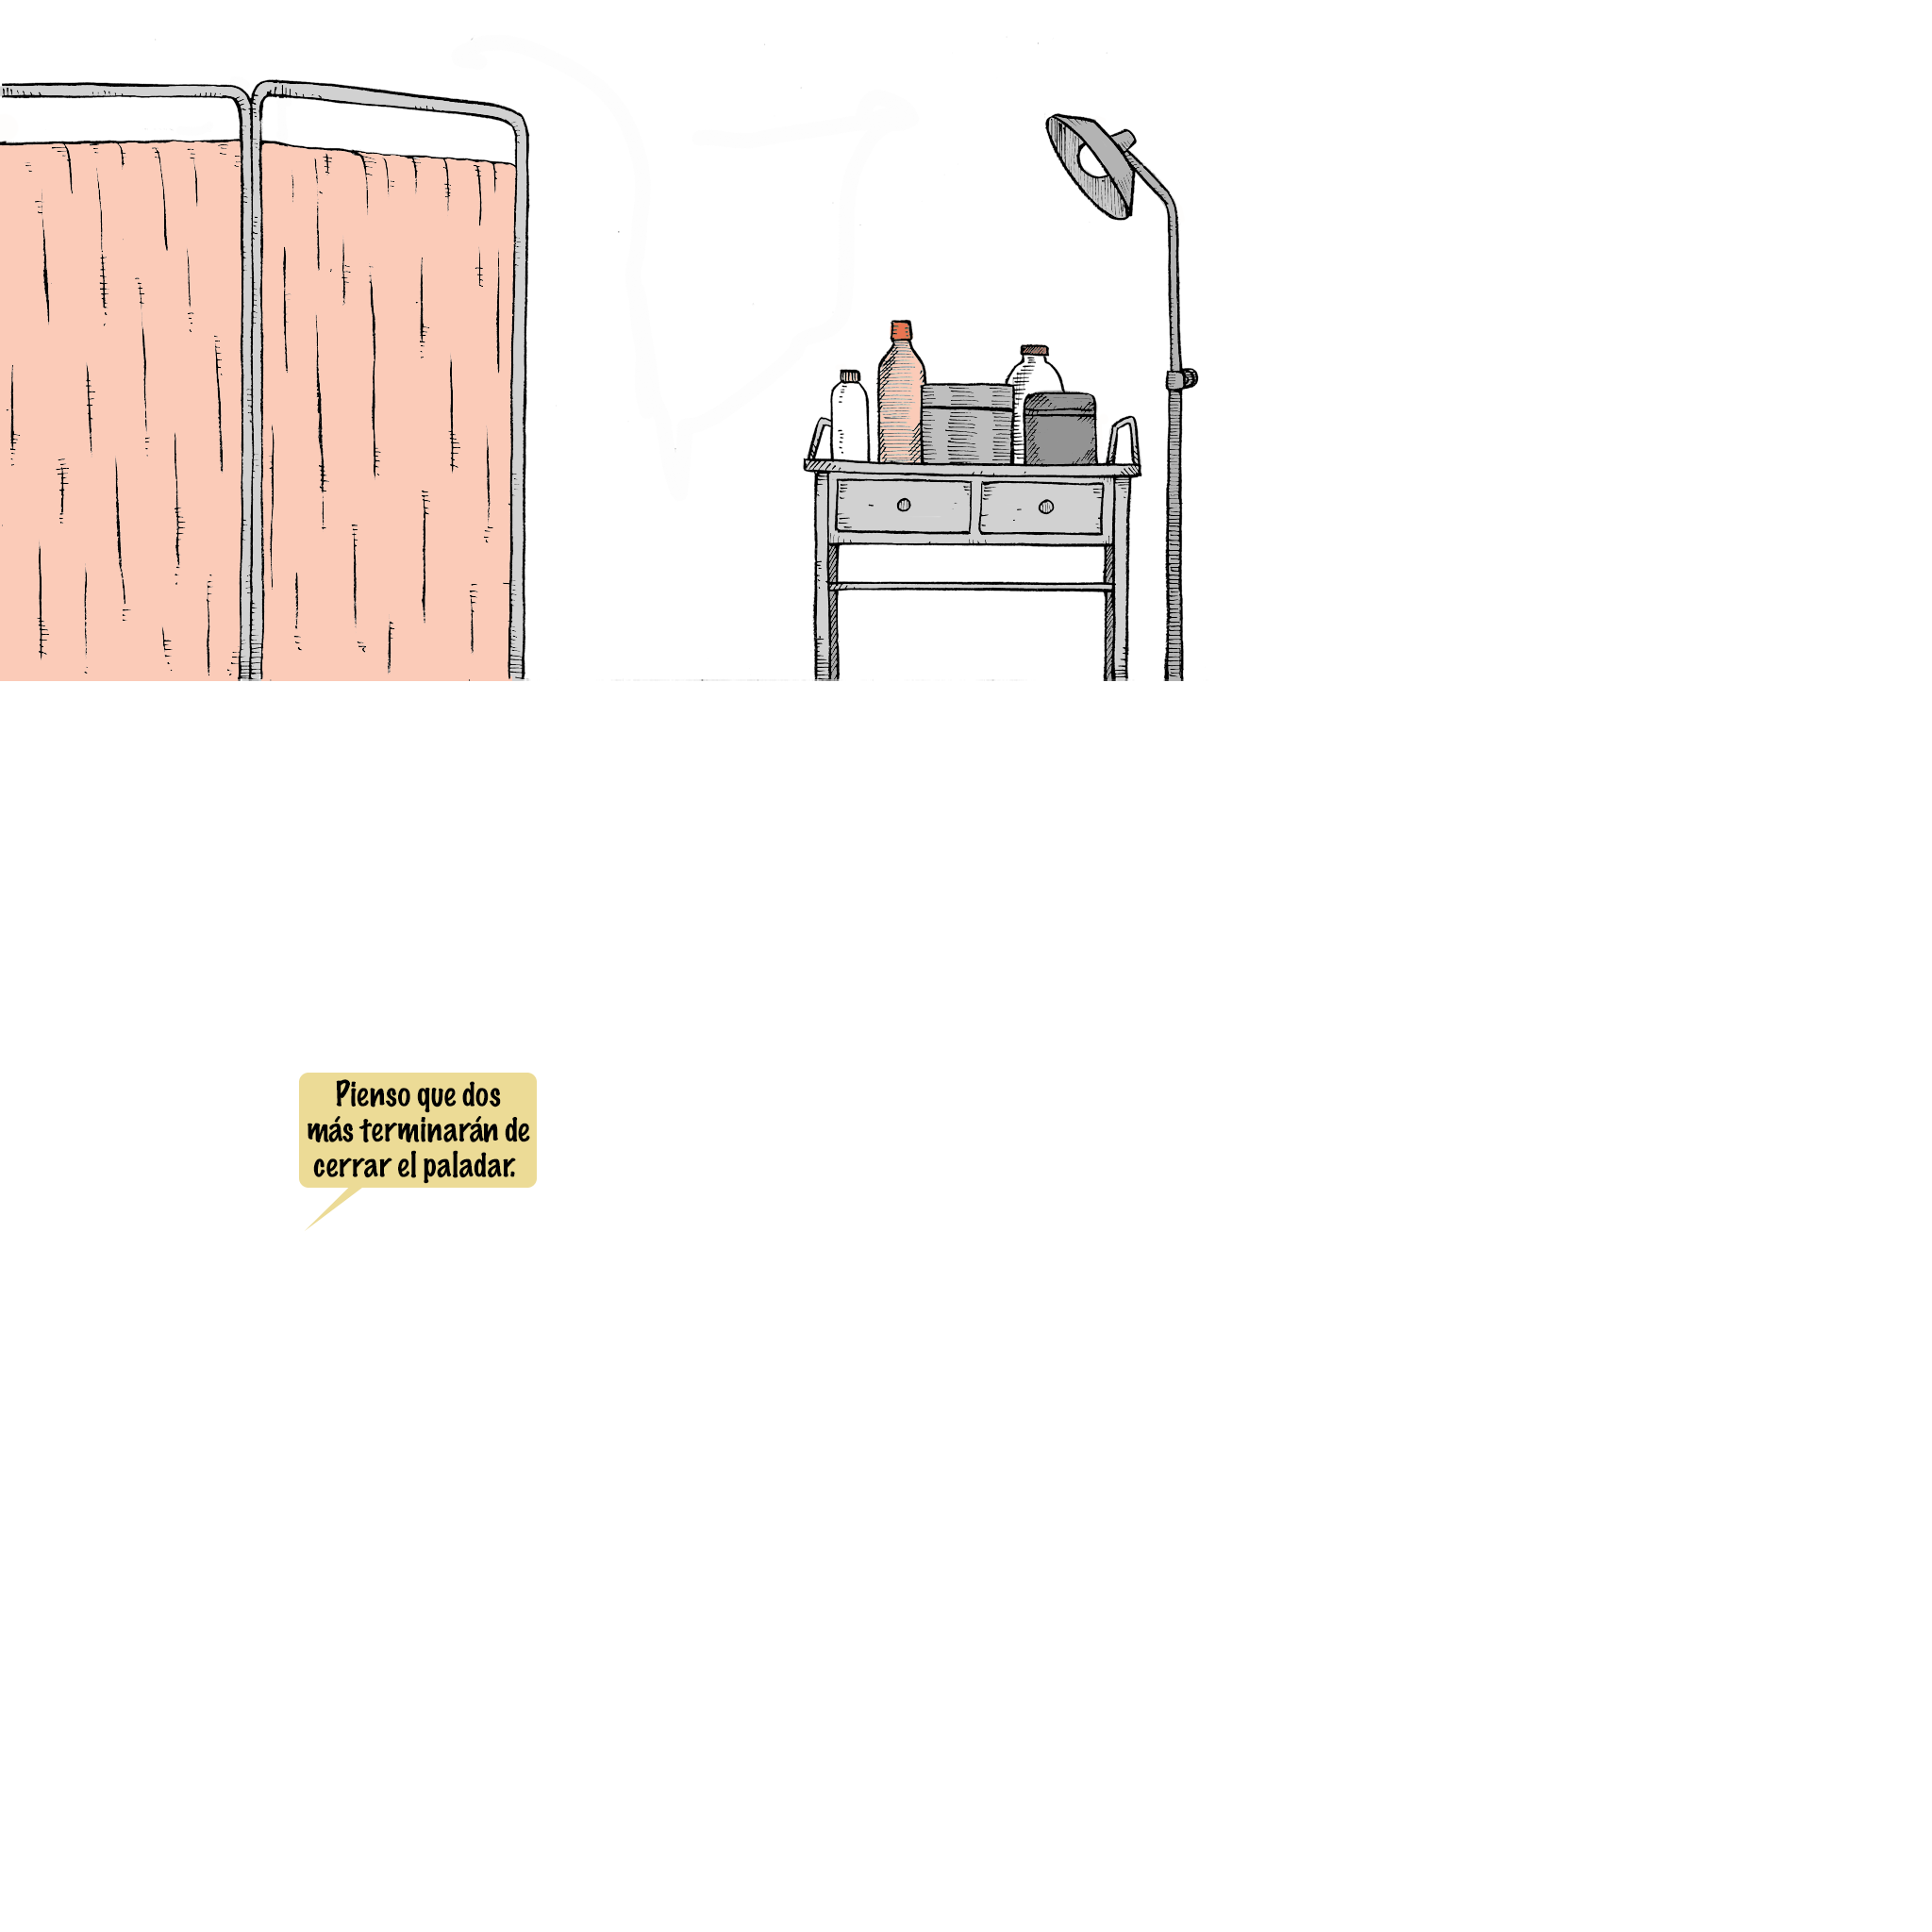 Pienso que dos
más terminarán de
cerrar el paladar.